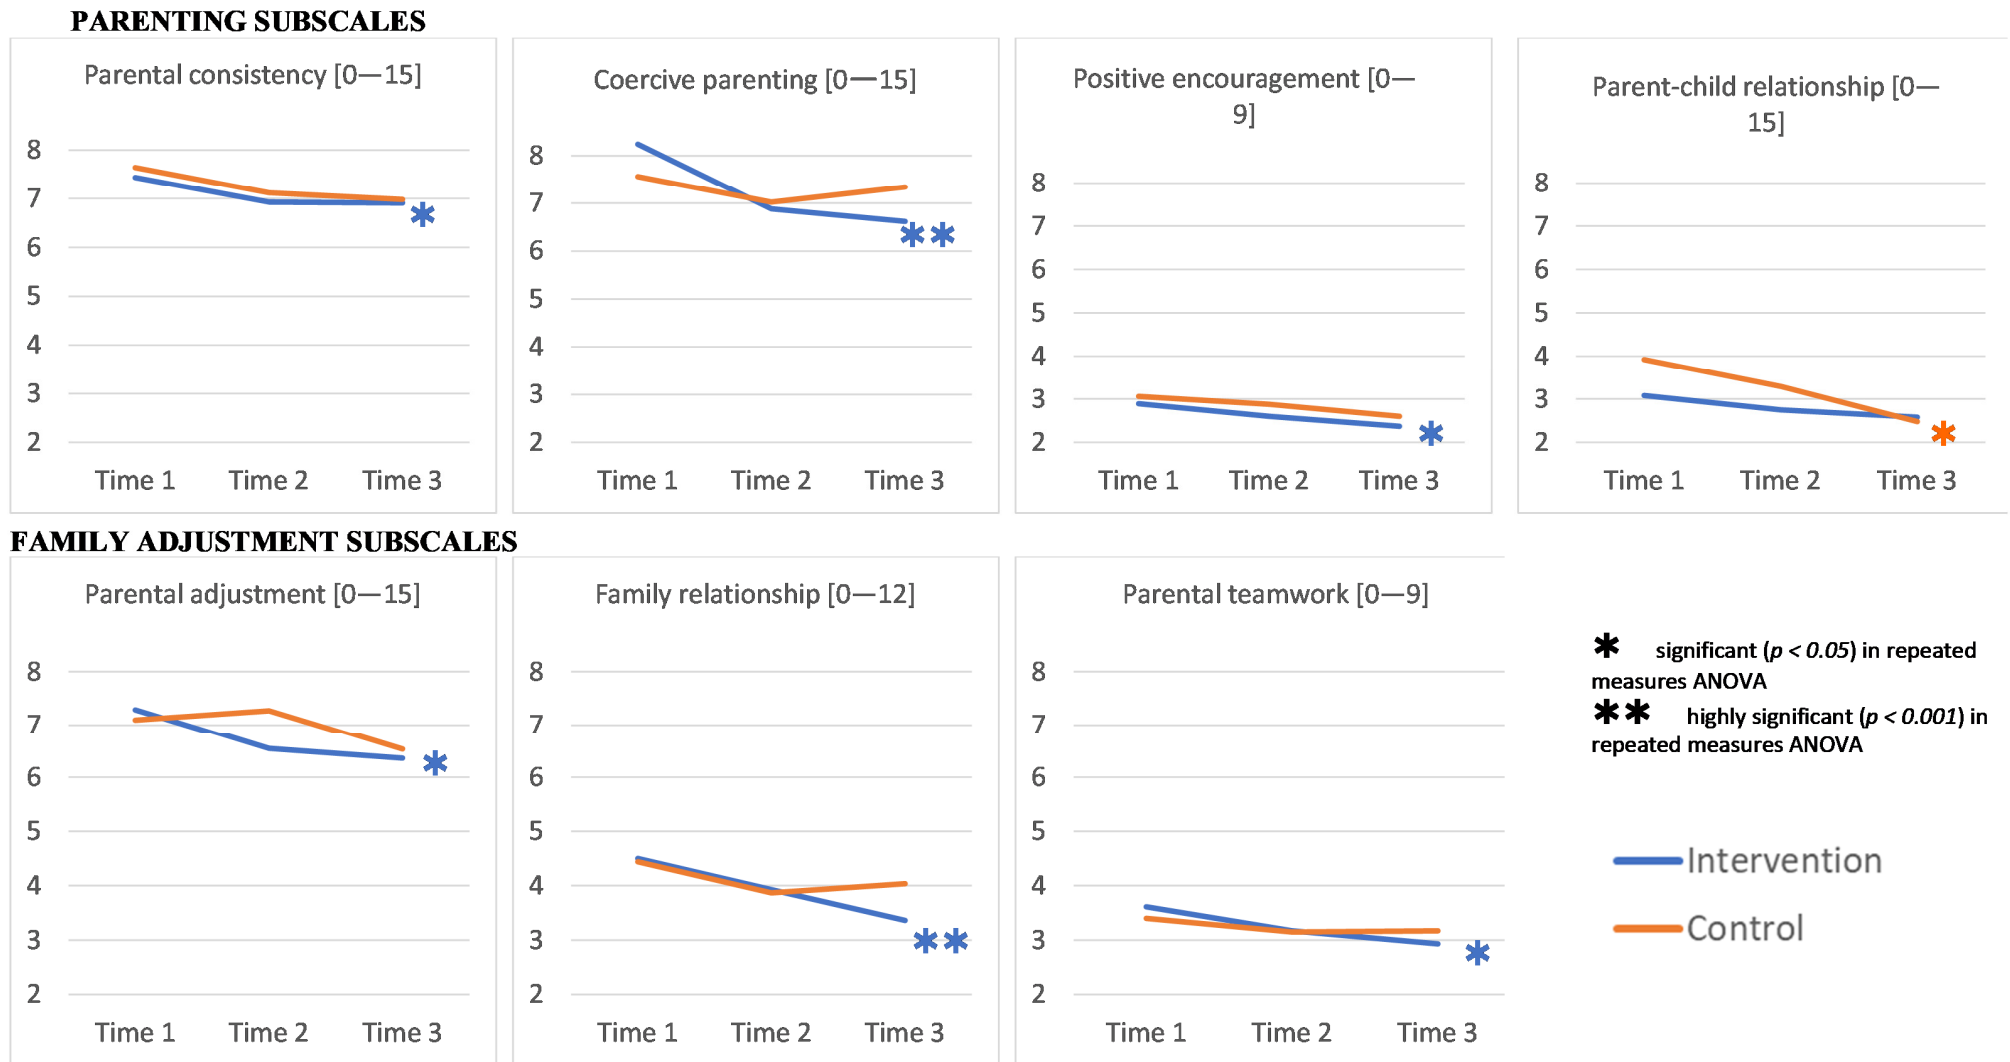 PARENTING SUBSCALES
Parental consistency [0—15]
8
7
6
5
4
3
2
Time 1 Time 2 Time 3
Coercive parenting [0—15]
8
7
6
5
4
3
2
Time 1 Time 2 Time 3
Positive encouragement [0—
9]
8
7
6
5
4
3
2
Time 1 Time 2 Time 3
Parent-child relationship [0—
15]
8
7
6
5
4
3
2
Time 1 Time 2 Time 3
FAMILY ADJUSTMENT SUBSCALES
Parental adjustment [0—15]
8
7
6
5
4
3
2
Time 1 Time 2 Time 3
Family relationship [0—12]
8
7
6
5
4
3
2
Time 1 Time 2 Time 3
Parental teamwork [0—9]
8
7
6
5
4
3
2
Time 1 Time 2 Time 3
* significant (p < 0.05) in repeated
measures ANOVA
** highly significant (p < 0.001) in
repeated measures ANOVA
Intervention
Control